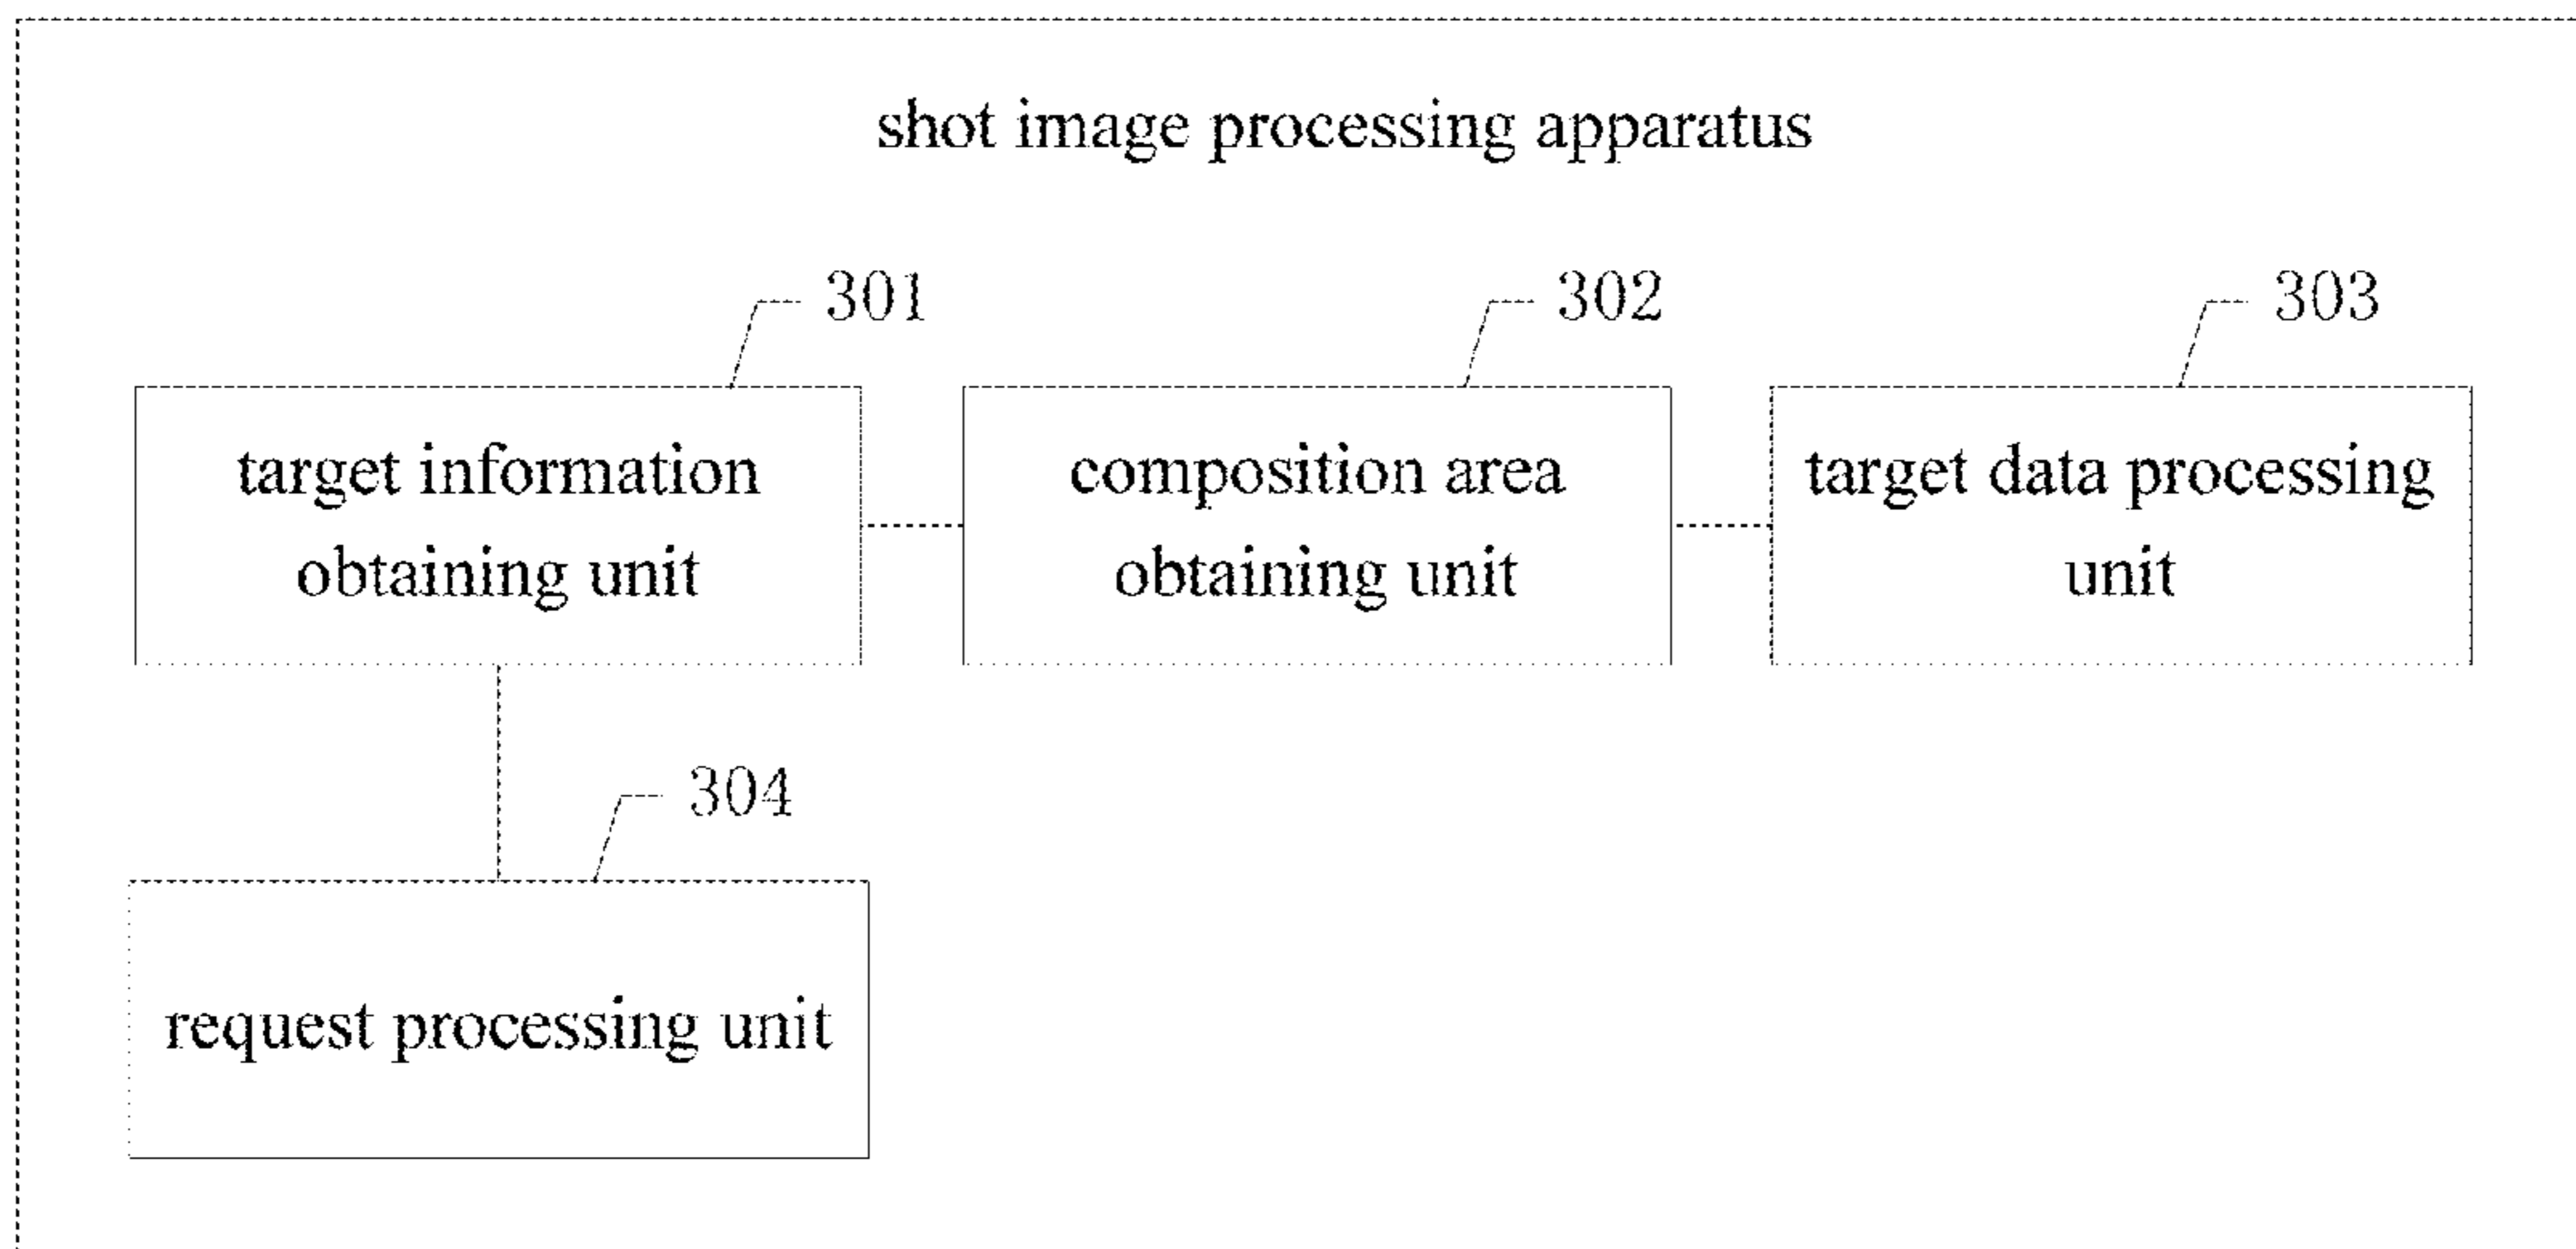 shot image processing apparatus
301
302
303
target information
obtaining unit
composition area
obtaining unit
target data processing
unit
304
request processing unit